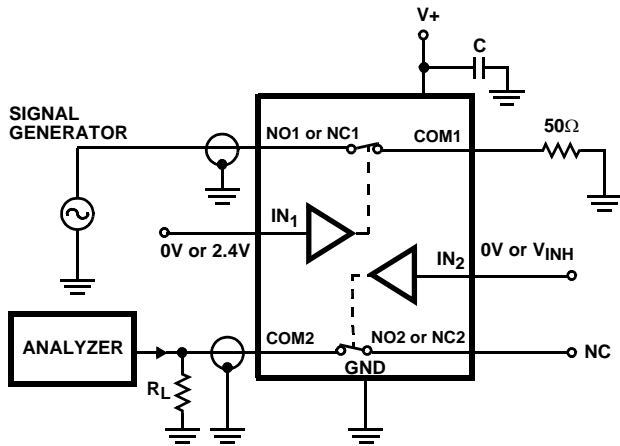 V+
C
SIGNAL
GENERATOR
NO1 or NC1
COM1
50Ω
IN1
0V or 2.4V
IN2
0V or VINH
COM2
NO2 or NC2
NC
ANALYZER
GND
RL